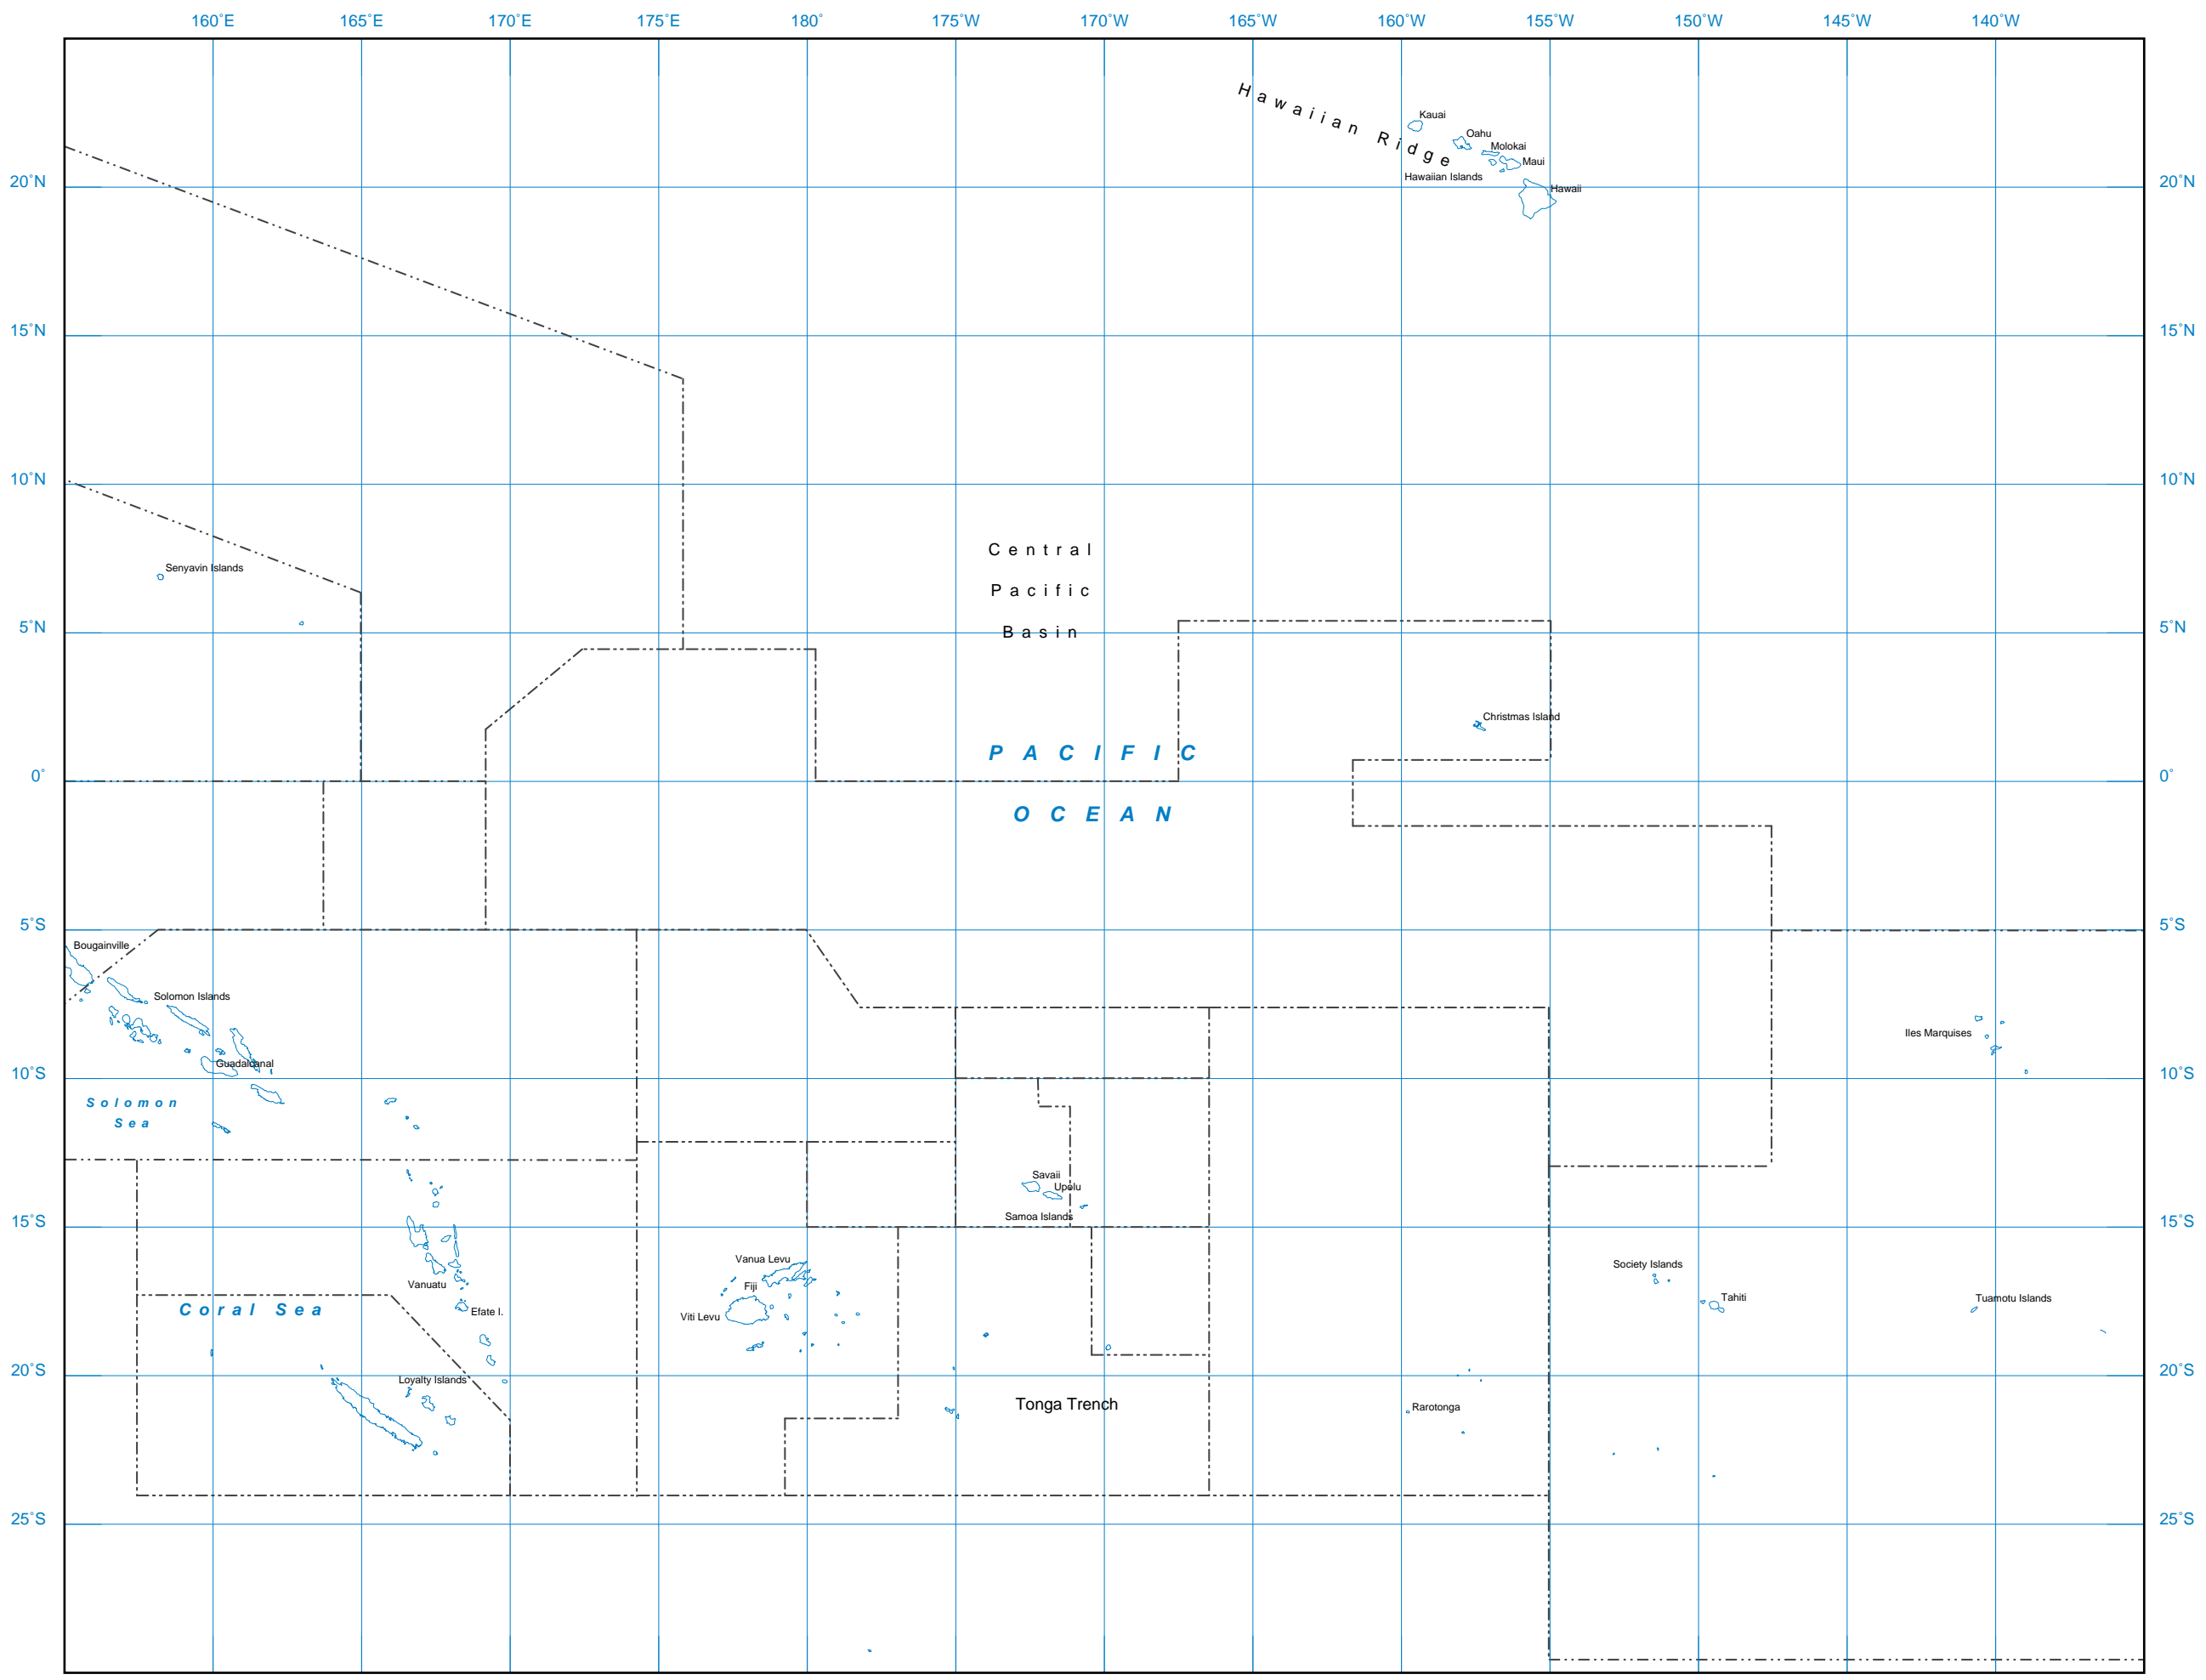 160°E 165°E 170°E 175°E 180° 175°W 170°W 165°W 160°W 155°W 150°W 145°W 140°W
Hawaiian Ridge
Kauai
Oahu
Molokai
Maui
Hawaiian Islands
Hawaii
20°N 20°N
15°N 15°N
10°N 10°N
Central
Pacific
Basin
Senyavin Islands
5°N 5°N
Christmas Island
PACIFIC
0° 0°
OCEAN
5°S 5°S
Bougainville
Solomon Islands
Iles Marquises
Guadalcanal
10°S 10°S
Solomon
Sea
Savaii
Upolu
Samoa Islands
15°S 15°S
Vanua Levu
Society Islands
Vanuatu
Fiji
Tahiti
Tuamotu Islands
Coral Sea
Efate I.
Viti Levu
20°S 20°S
Loyalty Islands
Tonga Trench
Rarotonga
25°S 25°S